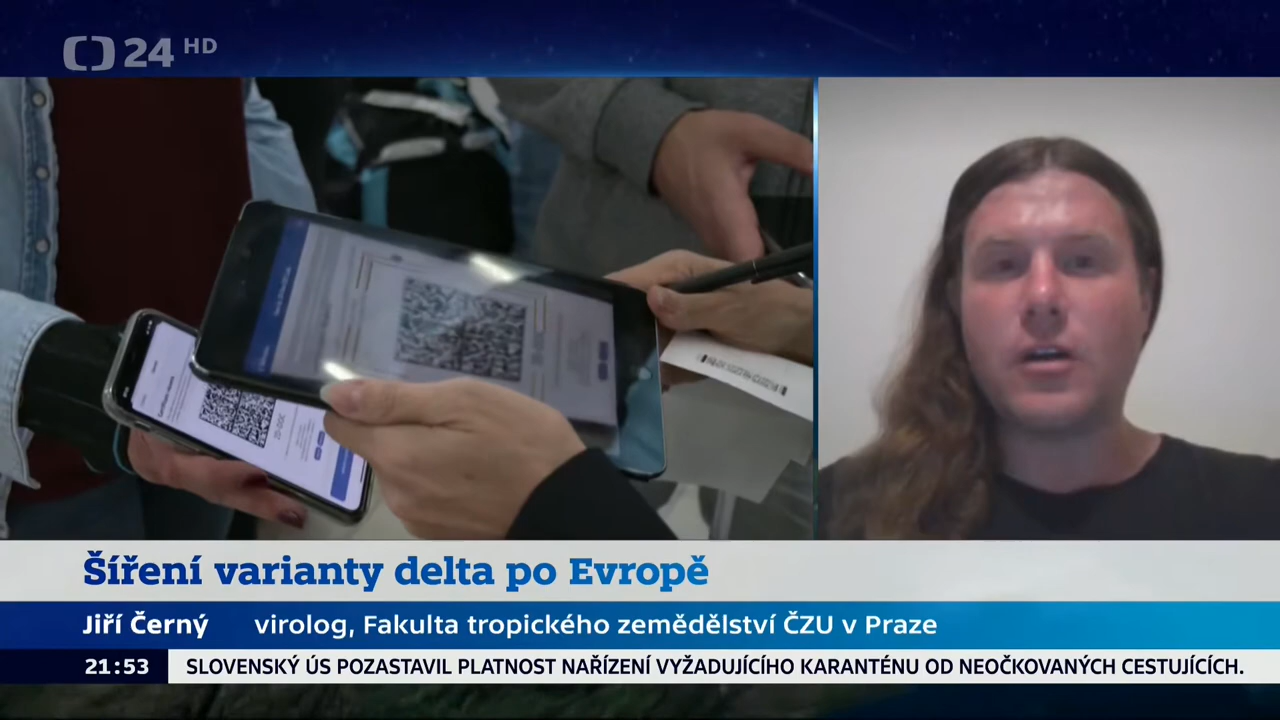 24 HD
Šíření varianty delta po Evropě
Jiří Černý virolog, Fakulta tropického zemědělství ČZU v Praze
21:53 SLOVENSKÝ ÚS POZASTAVIL PLATNOST NAŘÍZENÍ VYŽADUJÍCÍHO KARANTÉNU OD NEOČKOVANÝCH CESTUJÍCÍCH.